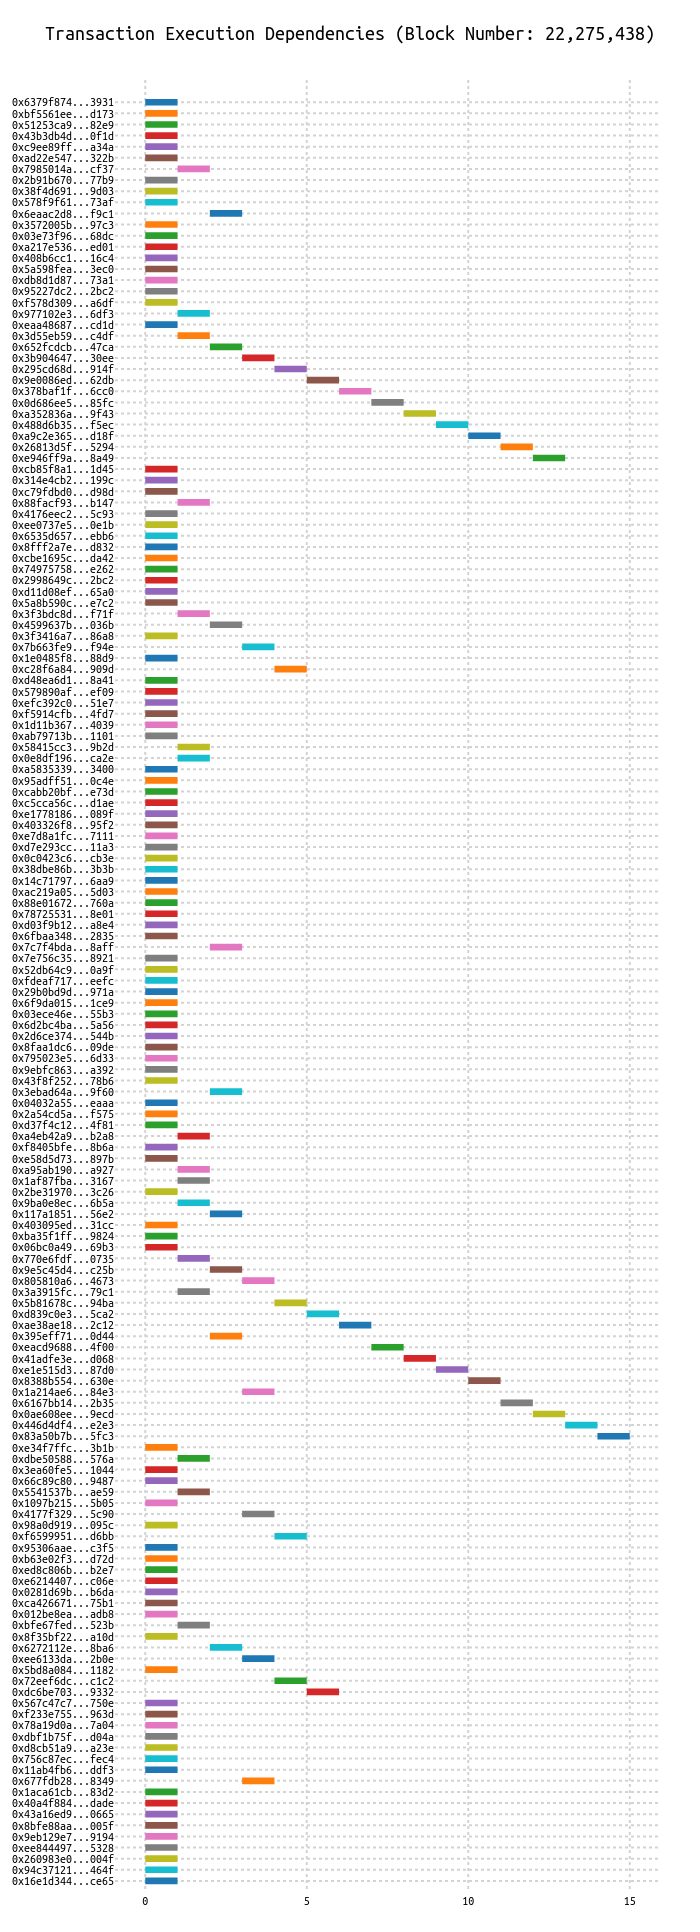 Transaction Execution Dependencies (Block Number: 22,275,438)
0x6379f874...3931
0xbf5561ee...d173
0x51253ca9...82e9
0x43b3db4d...0f1d
0xc9ee89ff...a34a
0xad22e547...322b
0x7985014a...cf37
0x2b91b670...77b9
0x38f4d691...9d03
0x578f9f61...73af
0x6eaac2d8...f9c1
0x3572005b...97c3
0x03e73f96...68dc
0xa217e536...ed01
0x408b6cc1...16c4
0x5a598fea...3ec0
0xdb8d1d87...73a1
0x95227dc2...2bc2
0xf578d309...a6df
0x977102e3...6df3
0xeaa48687...cd1d
0x3d55eb59...c4df
0x652fcdcb...47ca
0x3b904647...30ee
0x295cd68d...914f
0x9e0086ed...62db
0x378baf1f...6cc0
0x0d686ee5...85fc
0xa352836a...9f43
0x488d6b35...f5ec
0xa9c2e365...d18f
0x26813d5f...5294
0xe946ff9a...8a49
0xcb85f8a1...1d45
0x314e4cb2...199c
0xc79fdbd0...d98d
0x88facf93...b147
0x4176eec2...5c93
0xee0737e5...0e1b
0x6535d657...ebb6
0x8fff2a7e...d832
0xcbe1695c...da42
0x74975758...e262
0x2998649c...2bc2
0xd11d08ef...65a0
0x5a8b590c...e7c2
0x3f3bdc8d...f71f
0x4599637b...036b
0x3f3416a7...86a8
0x7b663fe9...f94e
0x1e0485f8...88d9
0xc28f6a84...909d
0xd48ea6d1...8a41
0x579890af...ef09
0xefc392c0...51e7
0xf5914cfb...4fd7
0x1d11b367...4039
0xab79713b...1101
0x58415cc3...9b2d
0x0e8df196...ca2e
0xa5835339...3400
0x95adff51...0c4e
0xcabb20bf...e73d
0xc5cca56c...d1ae
0xe1778186...089f
0x403326f8...95f2
0xe7d8a1fc...7111
0xd7e293cc...11a3
0x0c0423c6...cb3e
0x38dbe86b...3b3b
0x14c71797...6aa9
0xac219a05...5d03
0x88e01672...760a
0x78725531...8e01
0xd03f9b12...a8e4
0x6fbaa348...2835
0x7c7f4bda...8aff
0x7e756c35...8921
0x52db64c9...0a9f
0xfdeaf717...eefc
0x29b0bd9d...971a
0x6f9da015...1ce9
0x03ece46e...55b3
0x6d2bc4ba...5a56
0x2d6ce374...544b
0x8faa1dc6...09de
0x795023e5...6d33
0x9ebfc863...a392
0x43f8f252...78b6
0x3ebad64a...9f60
0x04032a55...eaaa
0x2a54cd5a...f575
0xd37f4c12...4f81
0xa4eb42a9...b2a8
0xf8405bfe...8b6a
0xe58d5d73...897b
0xa95ab190...a927
0x1af87fba...3167
0x2be31970...3c26
0x9ba0e8ec...6b5a
0x117a1851...56e2
0x403095ed...31cc
0xba35f1ff...9824
0x06bc0a49...69b3
0x770e6fdf...0735
0x9e5c45d4...c25b
0x805810a6...4673
0x3a3915fc...79c1
0x5b81678c...94ba
0xd839c0e3...5ca2
0xae38ae18...2c12
0x395eff71...0d44
0xeacd9688...4f00
0x41adfe3e...d068
0xe1e515d3...87d0
0x8388b554...630e
0x1a214ae6...84e3
0x6167bb14...2b35
0x0ae608ee...9ecd
0x446d4df4...e2e3
0x83a50b7b...5fc3
0xe34f7ffc...3b1b
0xdbe50588...576a
0x3ea60fe5...1044
0x66c89c80...9487
0x5541537b...ae59
0x1097b215...5b05
0x4177f329...5c90
0x98a0d919...095c
0xf6599951...d6bb
0x95306aae...c3f5
0xb63e02f3...d72d
0xed8c806b...b2e7
0xe6214407...c06e
0x0281d69b...b6da
0xca426671...75b1
0x012be8ea...adb8
0xbfe67fed...523b
0x8f35bf22...a10d
0x6272112e...8ba6
0xee6133da...2b0e
0x5bd8a084...1182
0x72eef6dc...c1c2
0xdc6be703...9332
0x567c47c7...750e
0xf233e755...963d
0x78a19d0a...7a04
0xdbf1b75f...d04a
0xd8cb51a9...a23e
0x756c87ec...fec4
0x11ab4fb6...ddf3
0x677fdb28...8349
0x1aca61cb...83d2
0x40a4f884...dade
0x43a16ed9...0665
0x8bfe88aa...005f
0x9eb129e7...9194
0xee844497...5328
0x260983e0...004f
0x94c37121...464f
0x16e1d344...ce65
0 5 10 15